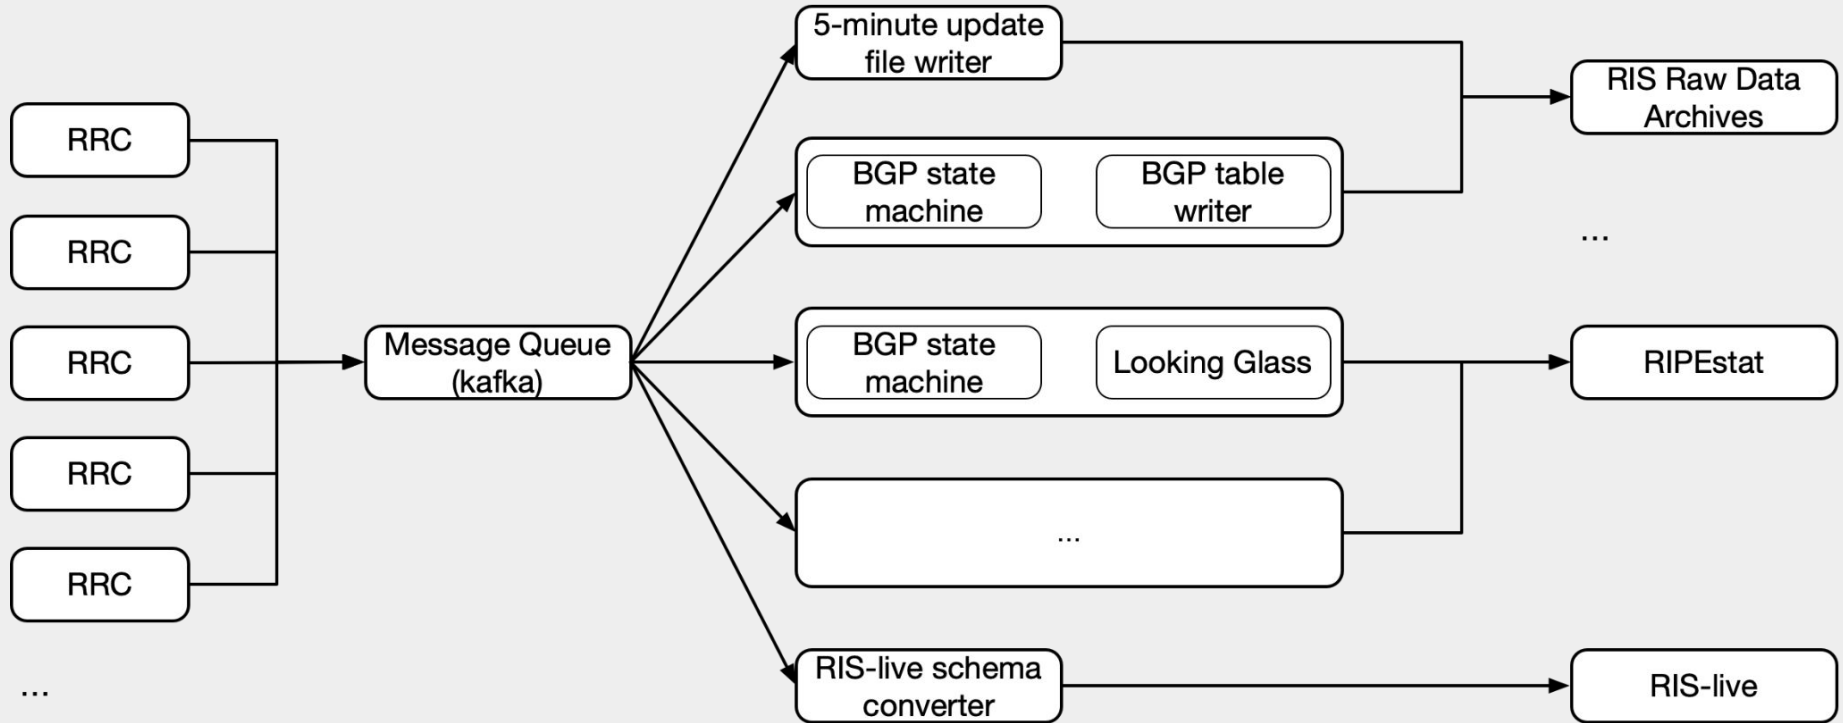 RRC
RRC
RRC
RRC
RRC
...
Message Queue
(kafka)
5-minute update
file writer
BGP state
machine
BGP table
writer
BGP state
machine
Looking Glass
...
RIS-live schema
converter
RIS Raw Data
Archives
...
RIPEstat
RIS-live